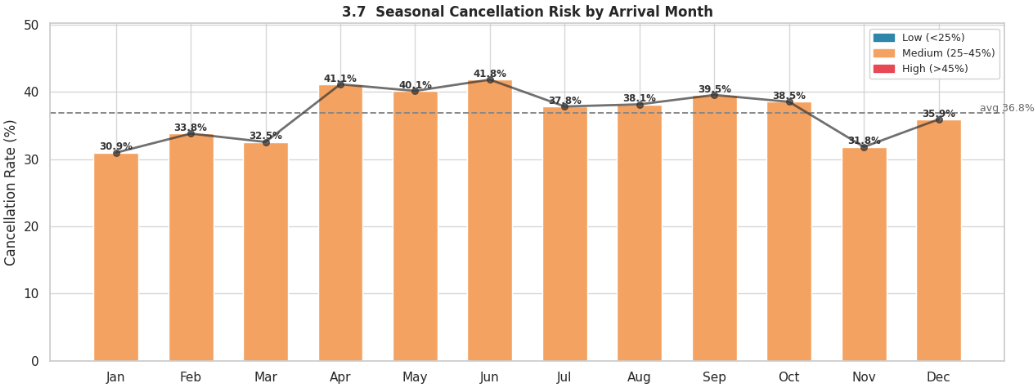 3.7 Seasonal Cancellation Risk by Arrival Month
Low (<25%)
Medium (25–45%)
High (>45%)
Cancellation Rate (%)
50
40
30
20
10
0
30.9%
33.8%
32.5%
41.1%
40.1%
41.8%
37.8%
38.1%
39.5%
38.5%
31.8%
35.9%
avg 36.8%
Jan Feb Mar Apr May Jun Jul Aug Sep Oct Nov Dec